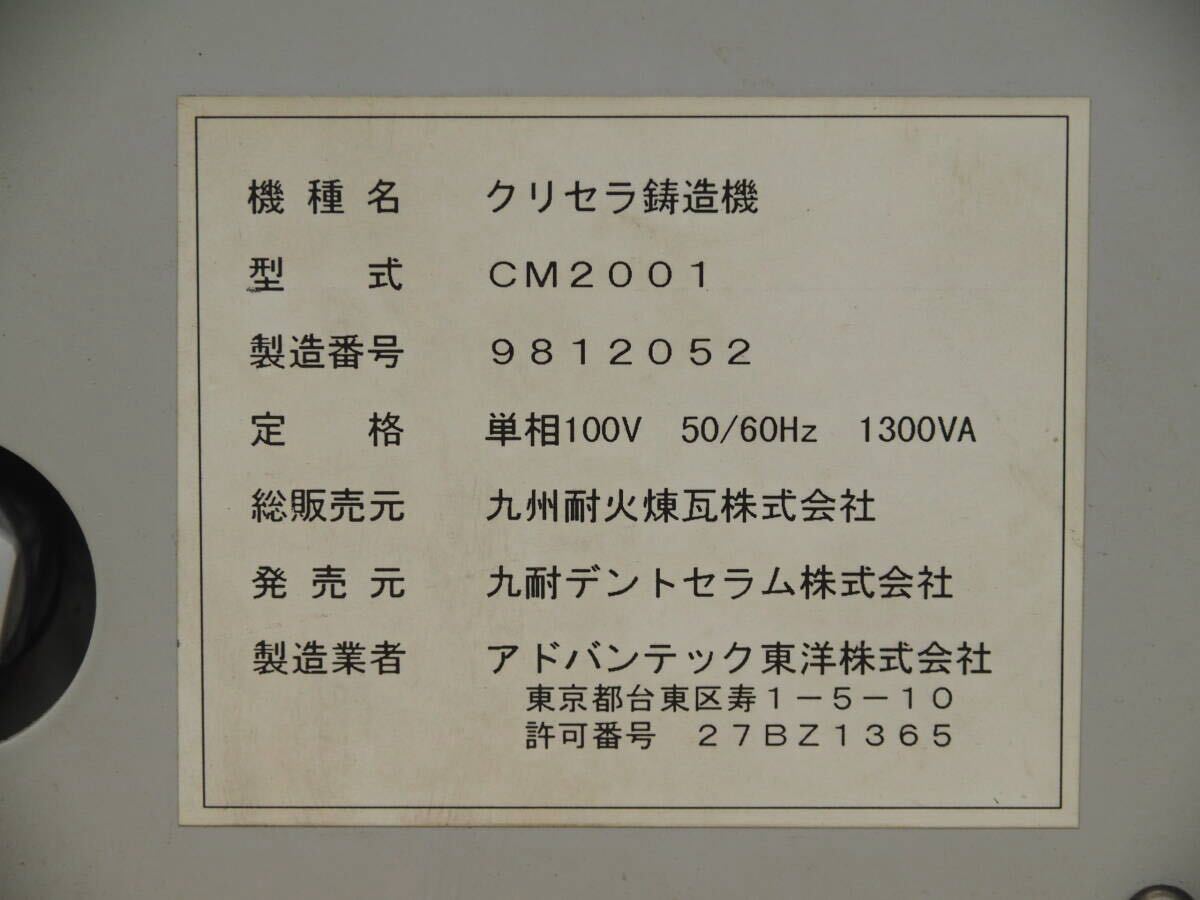 機種名 クリセラ鋳造機
型式 CM2001
製造番号 9812052
定格 単相100V 50/60Hz 1300VA
総販売元 九州耐火煉瓦株式会社
発売元 九耐デントセラム株式会社
製造業者 アドバンテック東洋株式会社
東京都台東区寿1-5-10
許可番号 27BZ1365